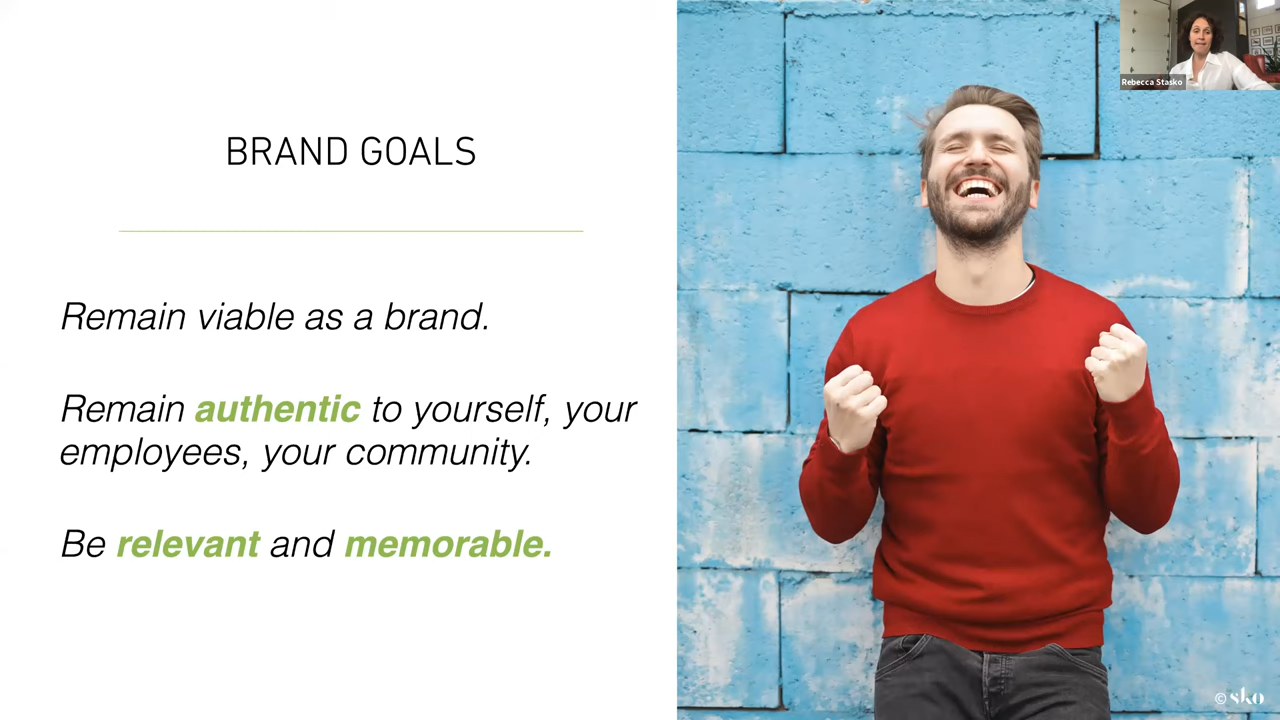 BRAND GOALS
Remain viable as a brand.
Remain authentic to yourself, your
employees, your community.
Be relevant and memorable.
Rebecca Stasko
© sko